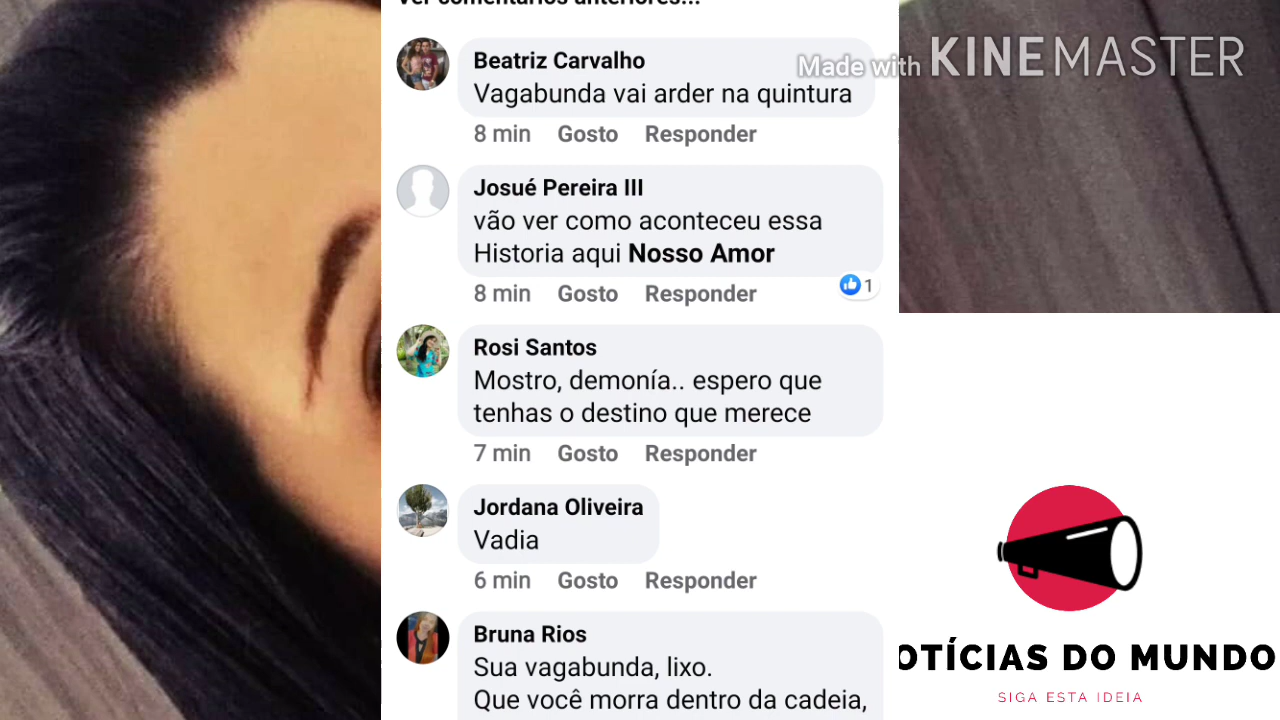 Ver comentários anteriores...
Beatriz Carvalho
Vagabunda vai arder na quintura
8 min Gosto Responder
Josué Pereira III
vão ver como aconteceu essa
Historia aqui Nosso Amor
8 min Gosto Responder
1
Rosi Santos
Mostro, demonía.. espero que
tenhas o destino que merece
7 min Gosto Responder
Jordana Oliveira
Vadia
6 min Gosto Responder
Bruna Rios
Sua vagabunda, lixo.
Que você morra dentro da cadeia,
Made with KINEMASTER
OTÍCIAS DO MUNDO
SIGA ESTA IDEIA